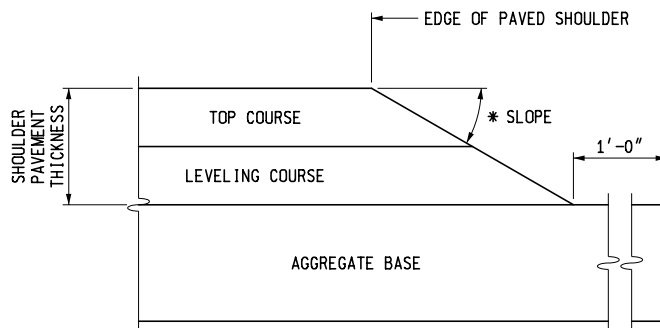 EDGE OF PAVED SHOULDER
SHOULDER
PAVEMENT
THICKNESS
TOP COURSE
* SLOPE
1'-0"
LEVELING COURSE
AGGREGATE BASE